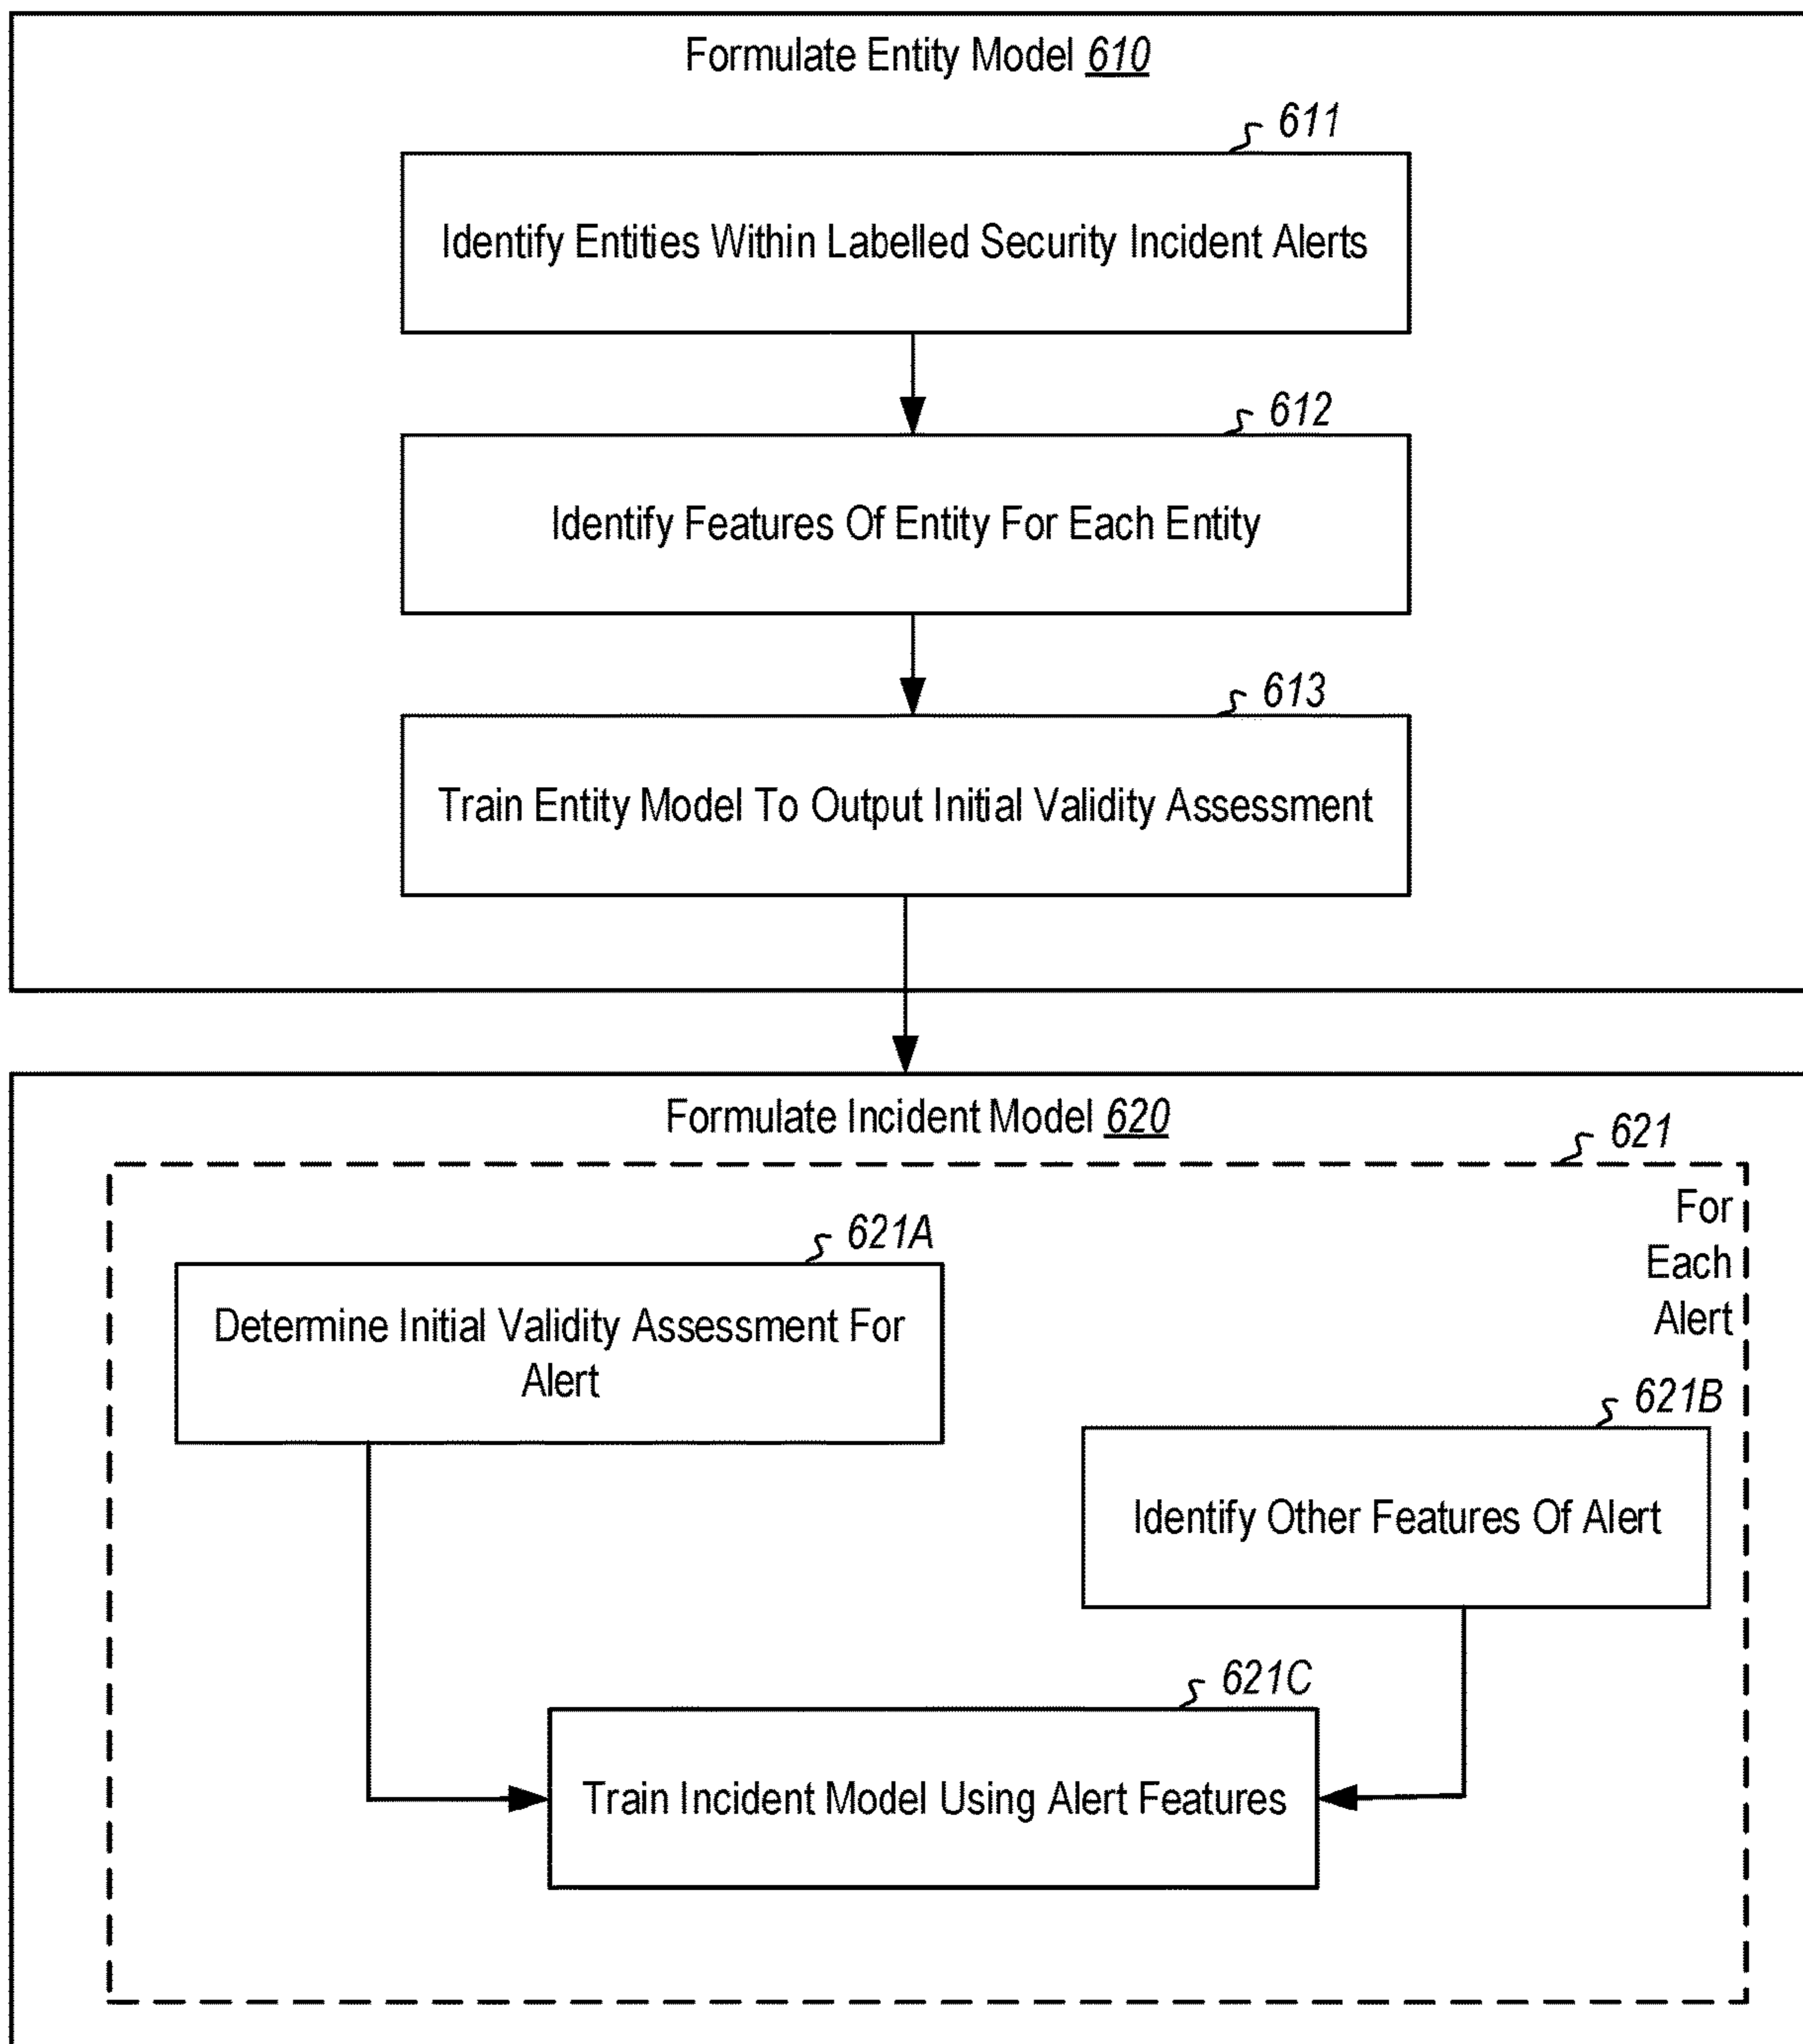 Formulate Entity Model 610
611
Identify Entities Within Labelled Security Incident Alerts
612
Identify Features Of Entity For Each Entity
613
Train Entity Model To Output Initial Validity Assessment
Formulate Incident Model 620
621
For
Each
Alert
621A
Determine Initial Validity Assessment For
Alert
621B
Identify Other Features Of Alert
621C
Train Incident Model Using Alert Features